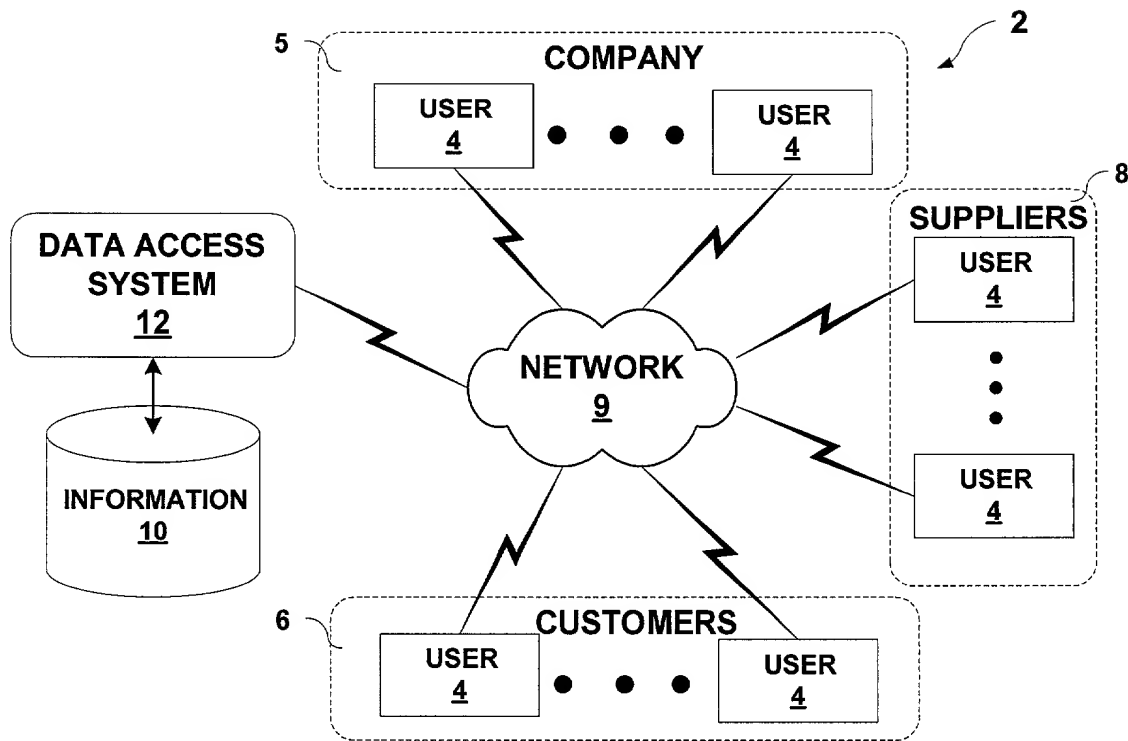 2
5
COMPANY
USER
4
USER
4
8
SUPPLIERS
USER
4
USER
4
DATA ACCESS
SYSTEM
12
NETWORK
9
INFORMATION
10
6
CUSTOMERS
USER
4
USER
4